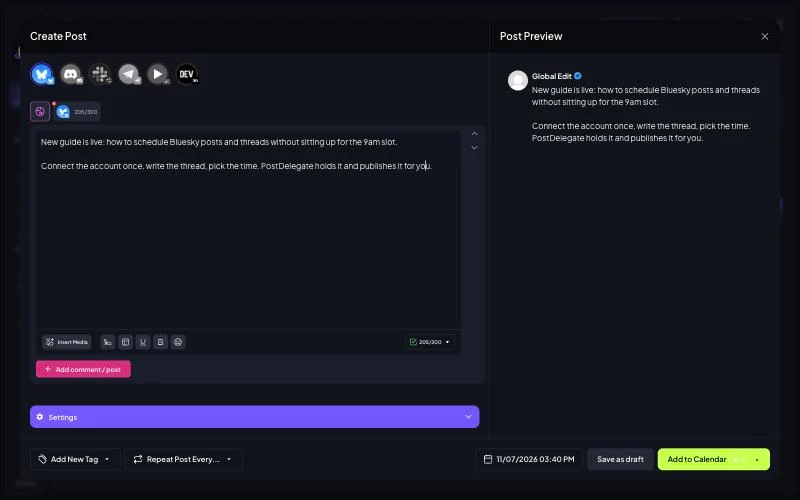 Create Post
Post Preview
DEV
205/300
New guide is live: how to schedule Bluesky posts and threads without sitting up for the 9am slot.
Connect the account once, write the thread, pick the time. PostDelegate holds it and publishes it for you.
Insert Media
U
B
205/300
Add comment / post
Settings
Add New Tag
Repeat Post Every...
11/07/2026 03:40 PM
Save as draft
Add to Calendar
Global Edit
New guide is live: how to schedule Bluesky posts and threads
without sitting up for the 9am slot.
Connect the account once, write the thread, pick the time.
PostDelegate holds it and publishes it for you.